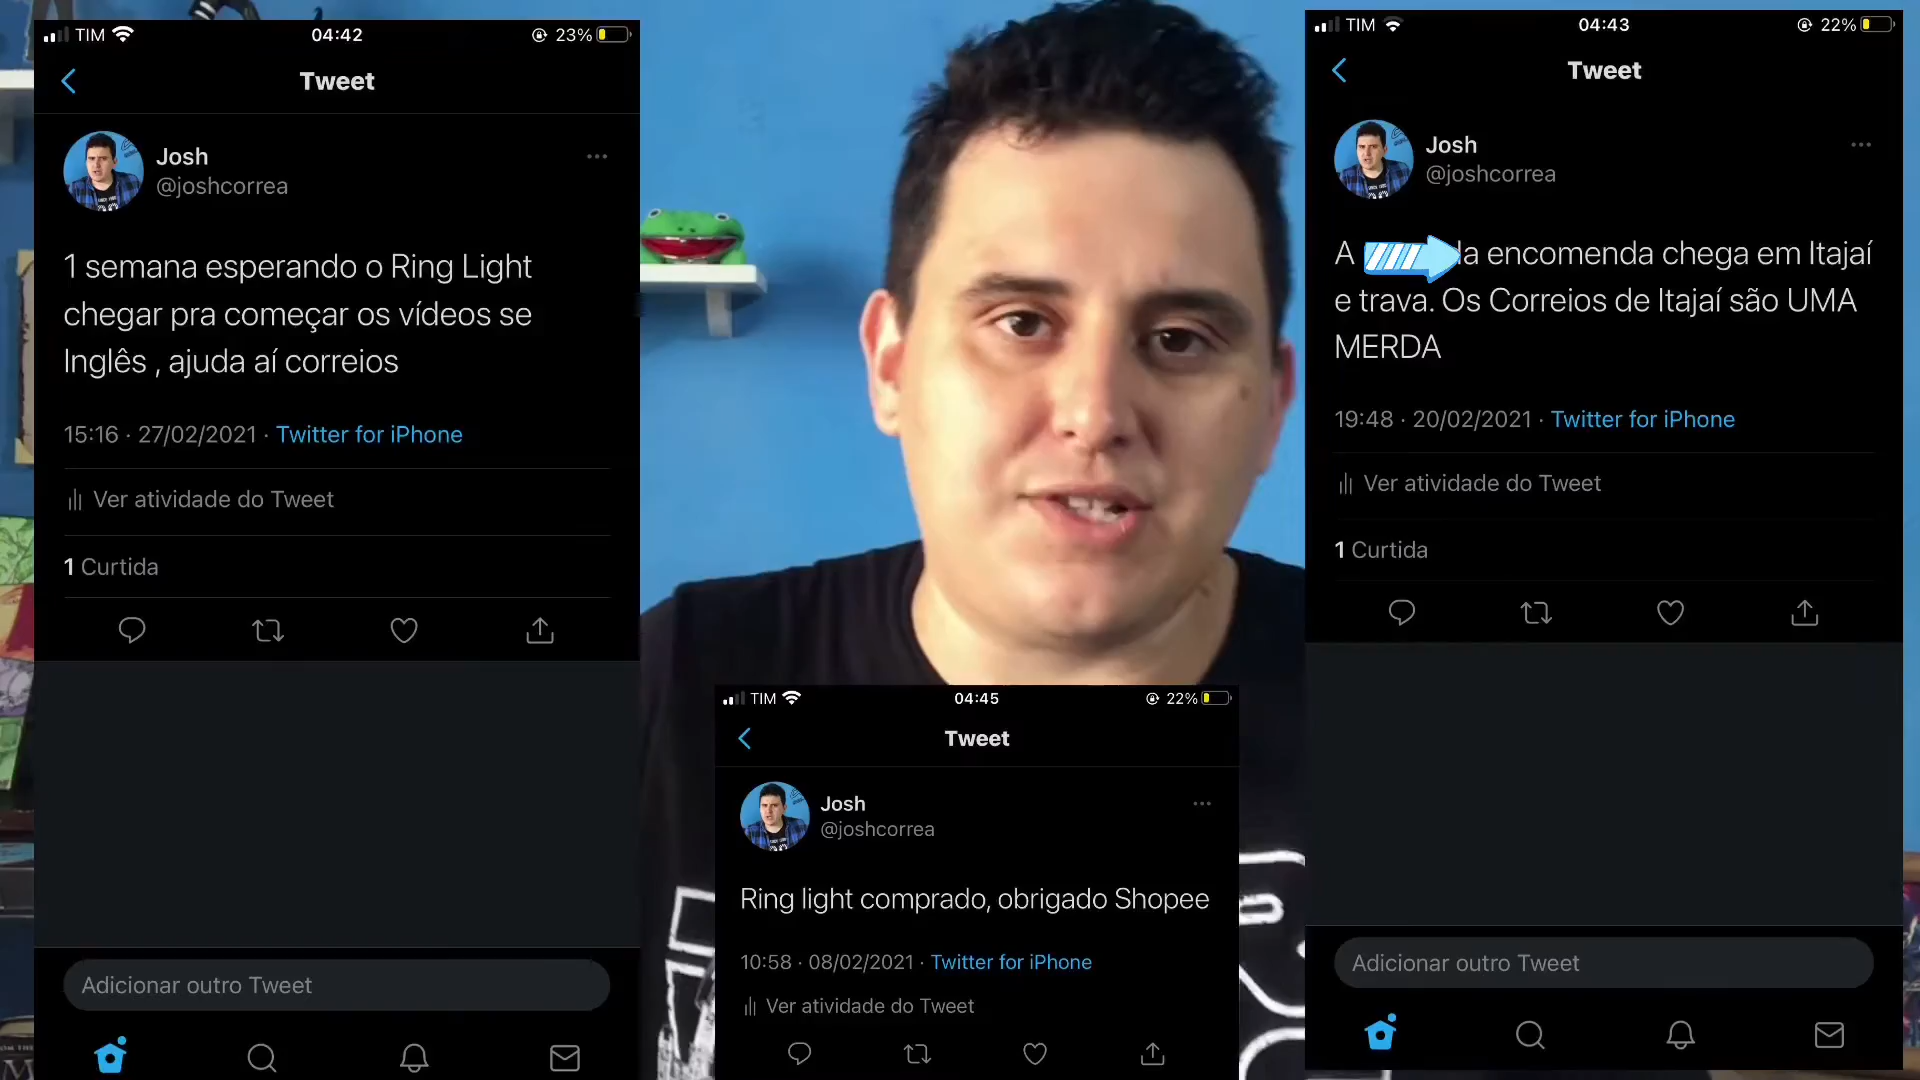 TIM 04:42 23%
Tweet
Josh
@joshcorrea
1 semana esperando o Ring Light
chegar pra começar os vídeos se
Inglês , ajuda aí correios
15:16 · 27/02/2021 · Twitter for iPhone
Ver atividade do Tweet
1 Curtida
Adicionar outro Tweet
TIM 04:45 22%
Tweet
Josh
@joshcorrea
Ring light comprado, obrigado Shopee
10:58 · 08/02/2021 · Twitter for iPhone
Ver atividade do Tweet
TIM 04:43 22%
Tweet
Josh
@joshcorrea
A encomenda chega em Itajaí
e trava. Os Correios de Itajaí são UMA
MERDA
19:48 · 20/02/2021 · Twitter for iPhone
Ver atividade do Tweet
1 Curtida
Adicionar outro Tweet